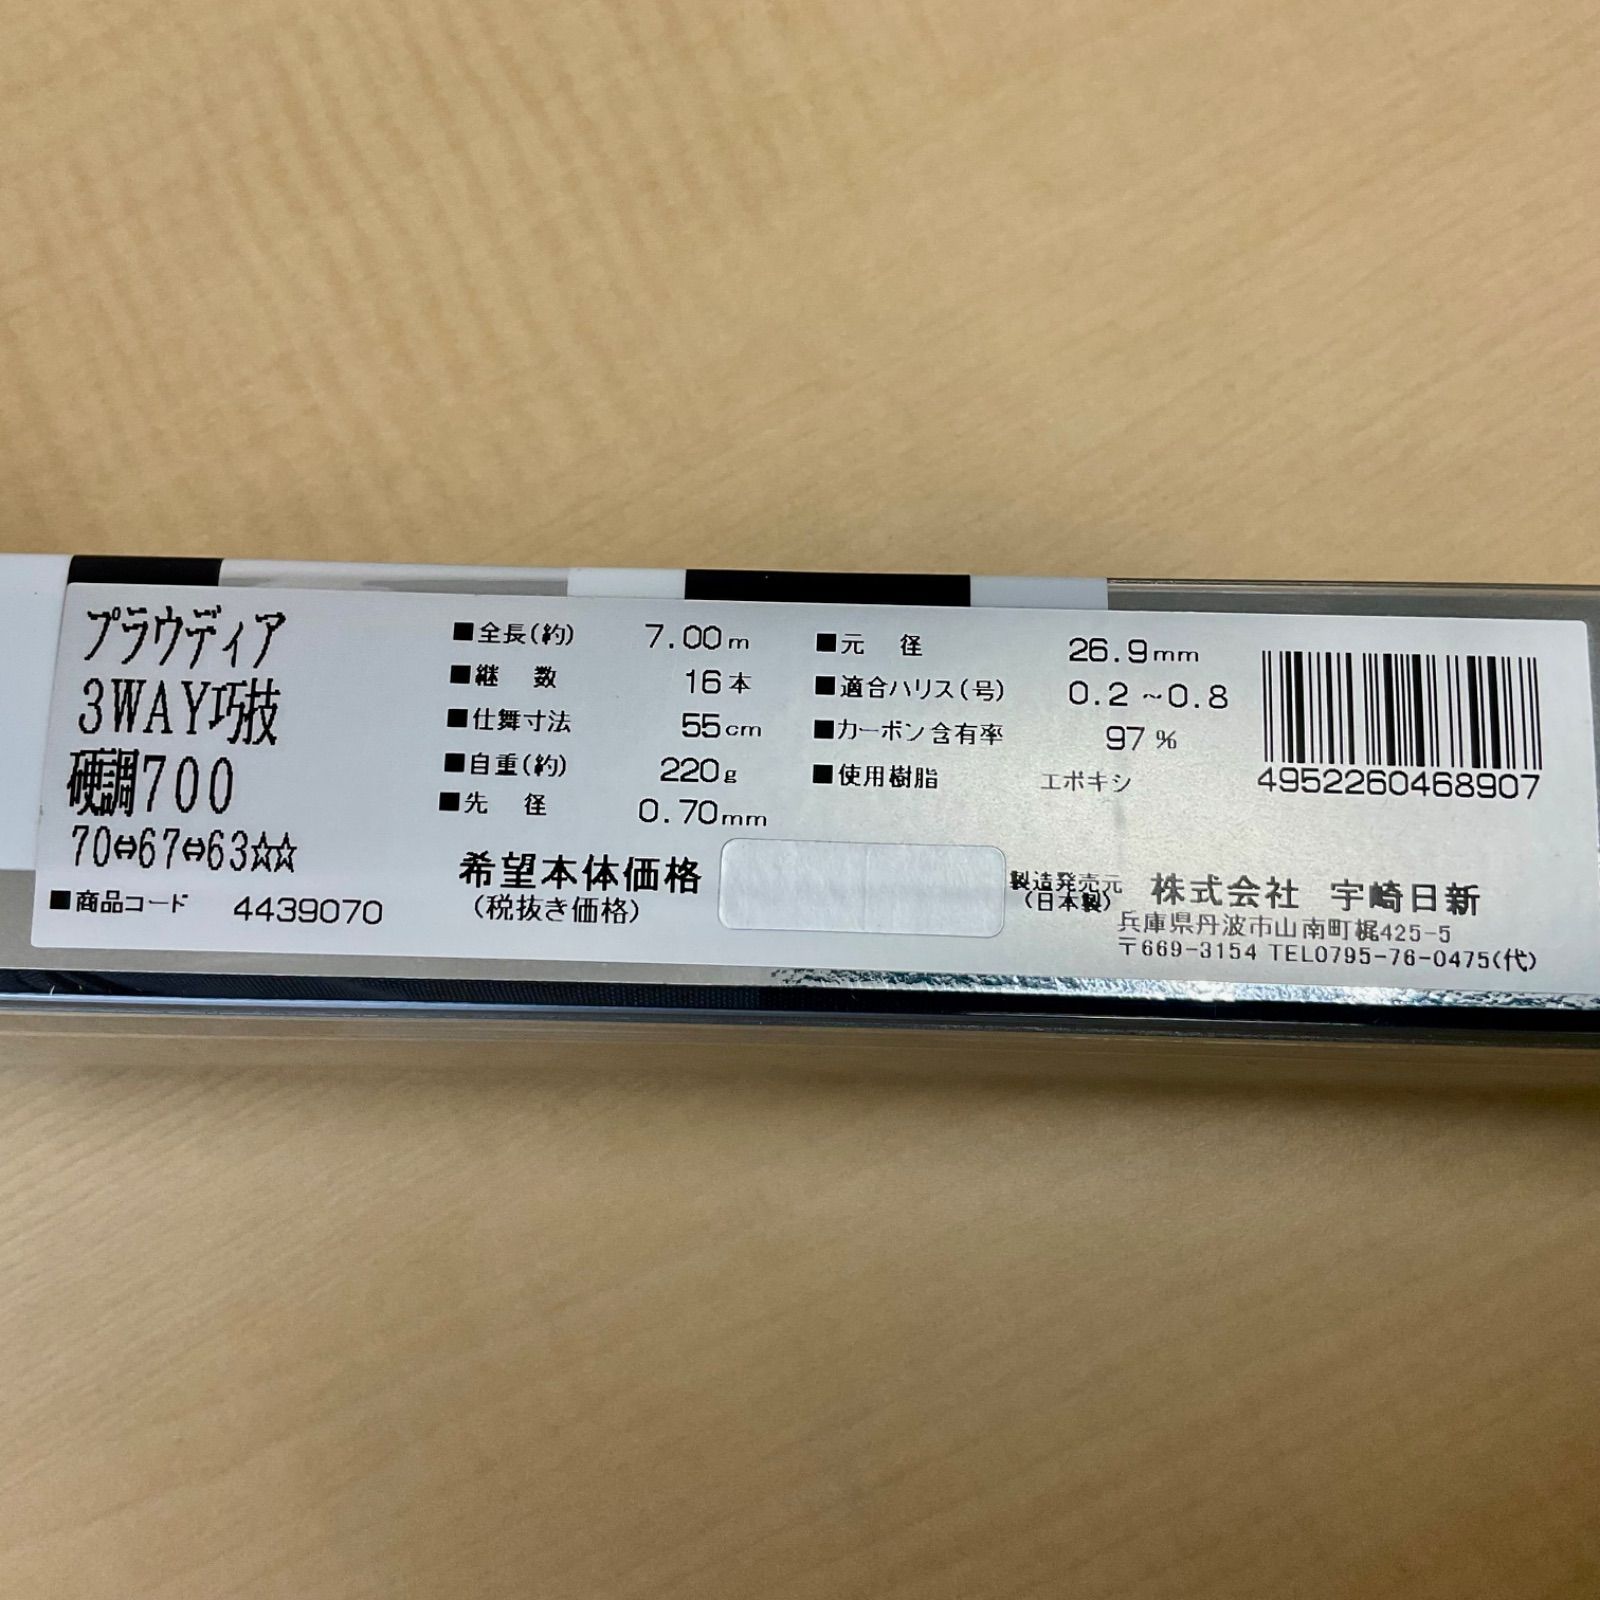 プラウディア
3WAY巧技
硬調700
70⇔67⇔63☆☆
■商品コード 4439070
■全長(約) 7.00m
■継 数 16本
■仕舞寸法 55cm
■自重(約) 220g
■先 径 0.70mm
■元 径 26.9mm
■適合ハリス(号) 0.2~0.8
■カーボン含有率 97%
■使用樹脂 エポキシ
4952260468907
希望本体価格
(税抜き価格)
製造発売元
(日本製)
株式会社 宇崎日新
兵庫県丹波市山南町梶425-5
〒669-3154 TEL0795-76-0475(代)